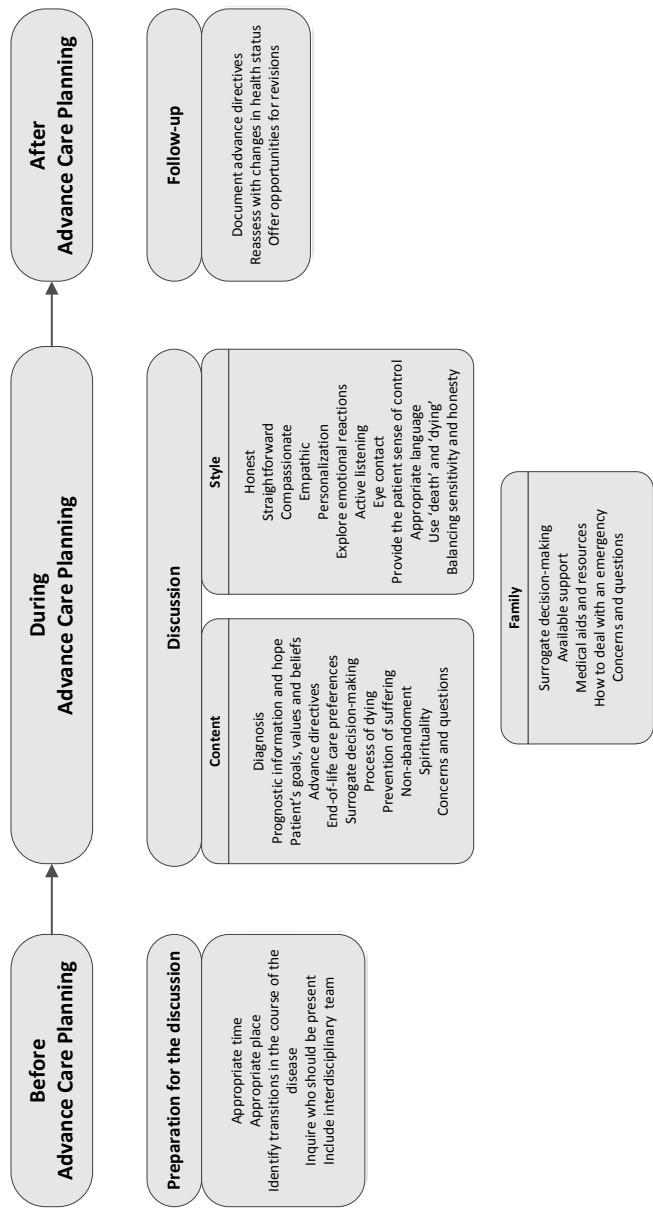 Before
Advance Care Planning
During
Advance Care Planning
After
Advance Care Planning
Preparation for the discussion
Appropriate time
Appropriate place
Identify transitions in the course of the
disease
Inquire who should be present
Include interdisciplinary team
Discussion
Content
Diagnosis
Prognostic information and hope
Patient's goals, values and beliefs
Advance directives
End-of-life care preferences
Surrogate decision-making
Process of dying
Prevention of suffering
Non-abandoment
Spirituality
Concerns and questions
Style
Honest
Straightforward
Compassionate
Empathic
Personalization
Explore emotional reactions
Active listening
Eye contact
Provide the patient sense of control
Appropriate language
Use ‘death’ and ‘dying’
Balancing sensitivity and honesty
Family
Surrogate decision-making
Available support
Medical aids and resources
How to deal with an emergency
Concerns and questions
Follow-up
Document advance directives
Reassess with changes in health status
Offer opportunities for revisions